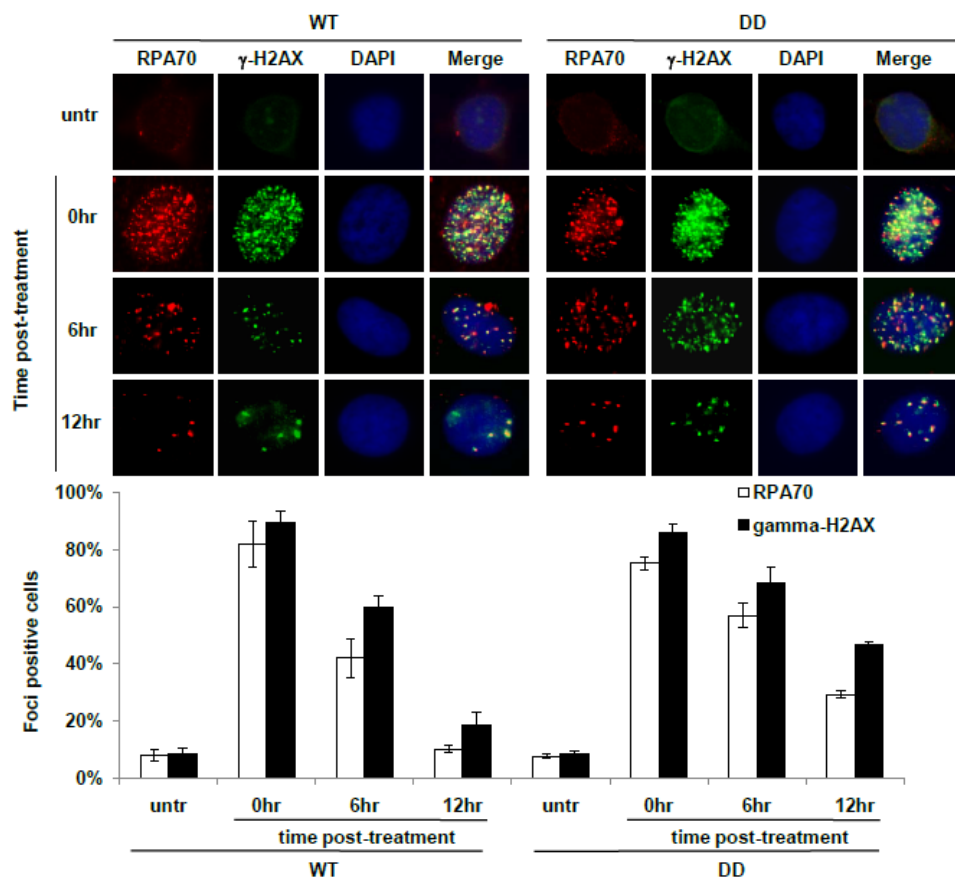 WT DD
RPA70 γ-H2AX DAPI Merge RPA70 γ-H2AX DAPI Merge
untr
0hr
6hr
12hr
Time post-treatment
100%
80%
60%
40%
20%
0%
Foci positive cells
RPA70
gamma-H2AX
untr 0hr 6hr 12hr untr 0hr 6hr 12hr
time post-treatment time post-treatment
WT DD